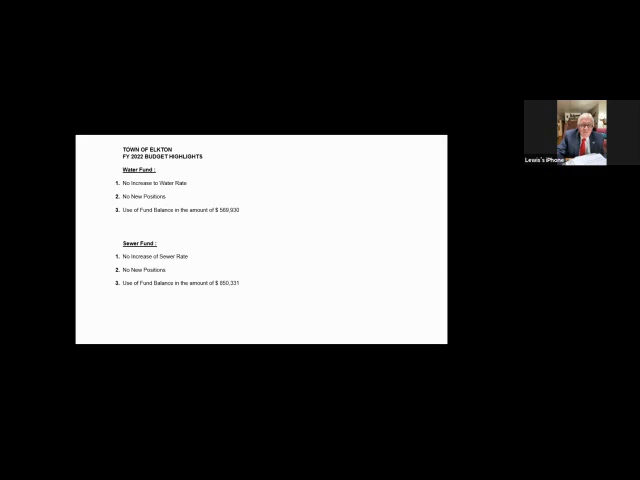 TOWN OF ELKTON
FY 2022 BUDGET HIGHLIGHTS
Water Fund :
1. No Increase to Water Rate
2. No New Positions
3. Use of Fund Balance in the amount of $ 569,930
Sewer Fund :
1. No Increase of Sewer Rate
2. No New Positions
3. Use of Fund Balance in the amount of $ 850,331
Lewis's iPhone